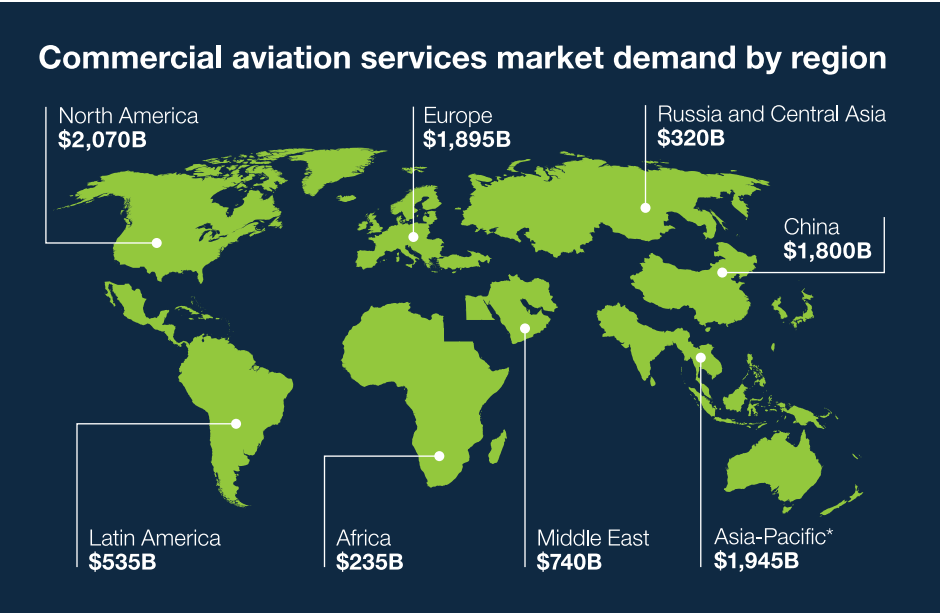 Commercial aviation services market demand by region
North America
$2,070B
Europe
$1,895B
Russia and Central Asia
$320B
China
$1,800B
Latin America
$535B
Africa
$235B
Middle East
$740B
Asia-Pacific*
$1,945B